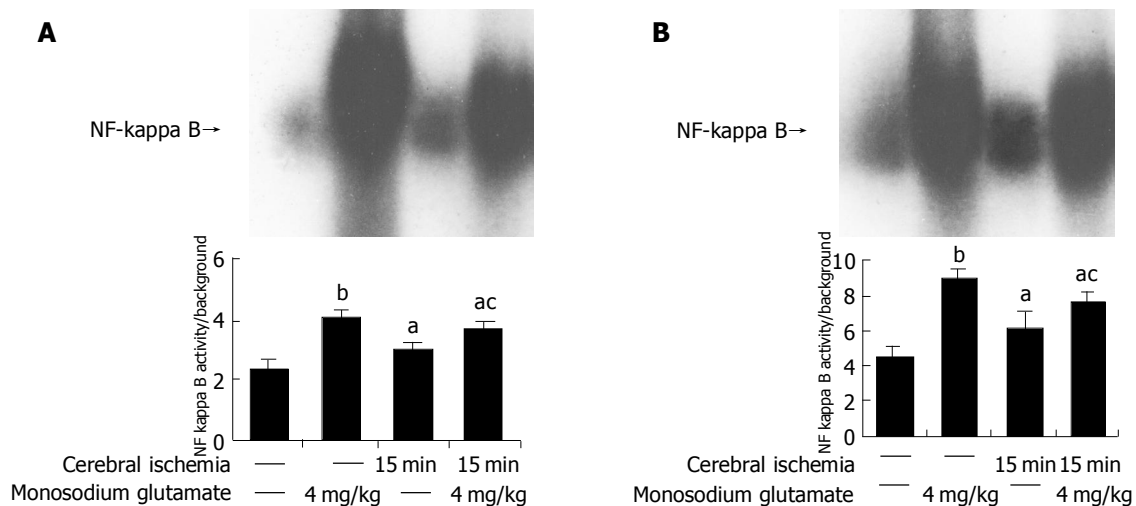 A
NF-kappa B→
NF kappa B activity/background
6
4
2
0
b
a
ac
Cerebral ischemia — — 15 min 15 min
Monosodium glutamate — 4 mg/kg — 4 mg/kg
B
NF-kappa B→
NF kappa B activity/background
10
8
6
4
2
0
b
a
ac
Cerebral ischemia — — 15 min 15 min
Monosodium glutamate — 4 mg/kg — 4 mg/kg